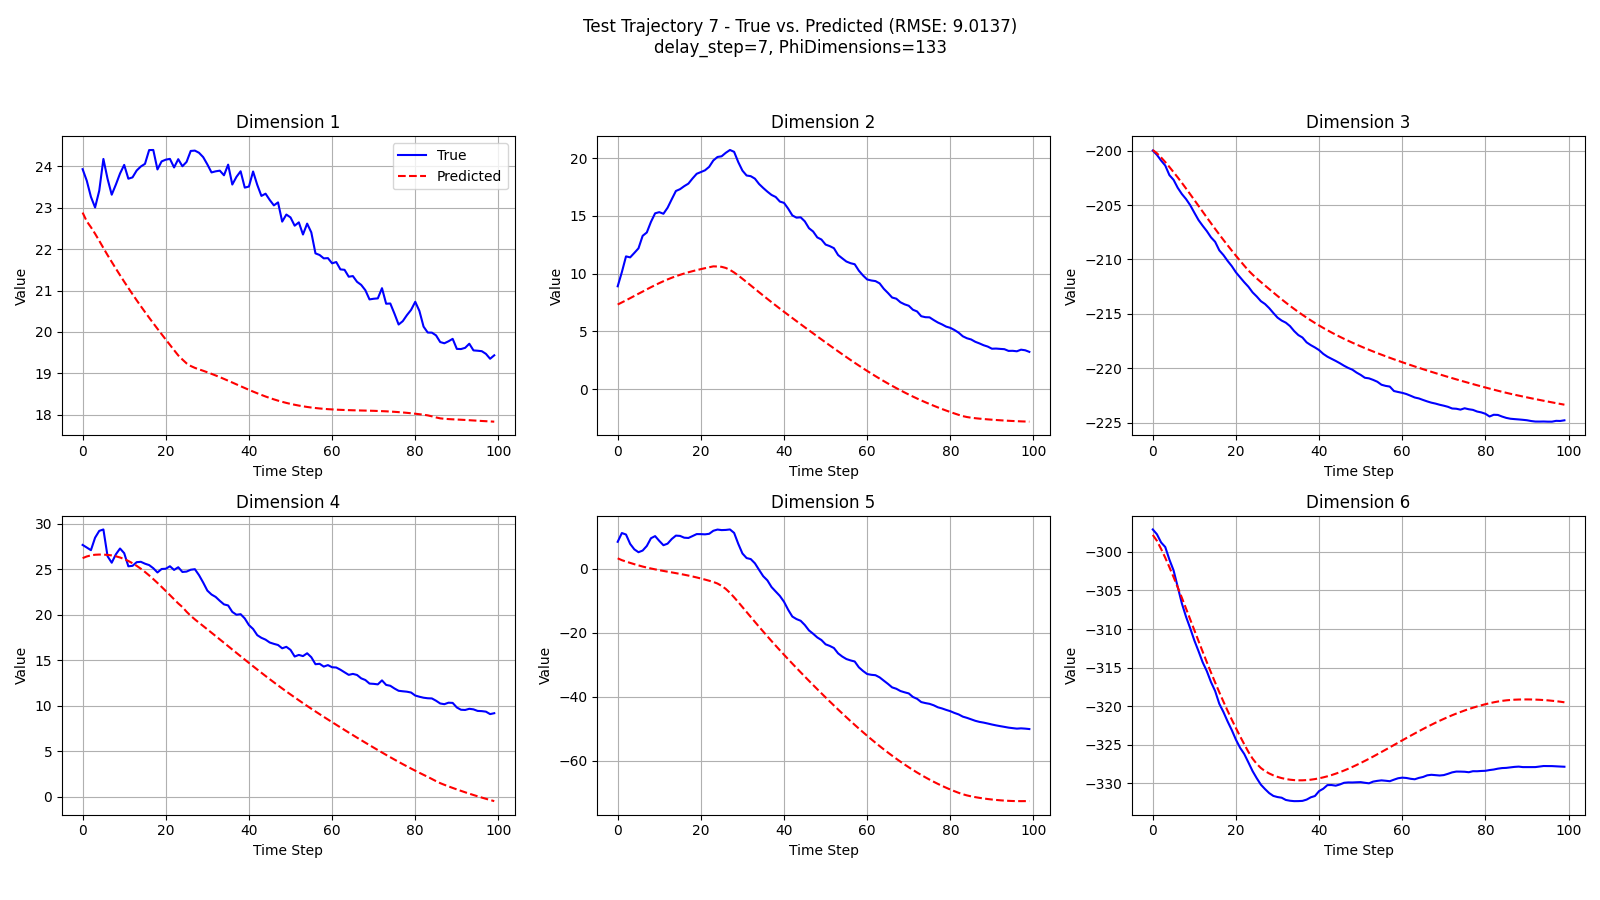 Test Trajectory 7 - True vs. Predicted (RMSE: 9.0137)
delay_step=7, PhiDimensions=133
Dimension 1
24
23
22
21
20
19
18
Value
0 20 40 60 80 100
Time Step
True
Predicted
Dimension 2
20
15
10
5
0
Value
0 20 40 60 80 100
Time Step
Dimension 3
−200
−205
−210
−215
−220
−225
Value
0 20 40 60 80 100
Time Step
Dimension 4
30
25
20
15
10
5
0
Value
0 20 40 60 80 100
Time Step
Dimension 5
0
−20
−40
−60
Value
0 20 40 60 80 100
Time Step
Dimension 6
−300
−305
−310
−315
−320
−325
−330
Value
0 20 40 60 80 100
Time Step